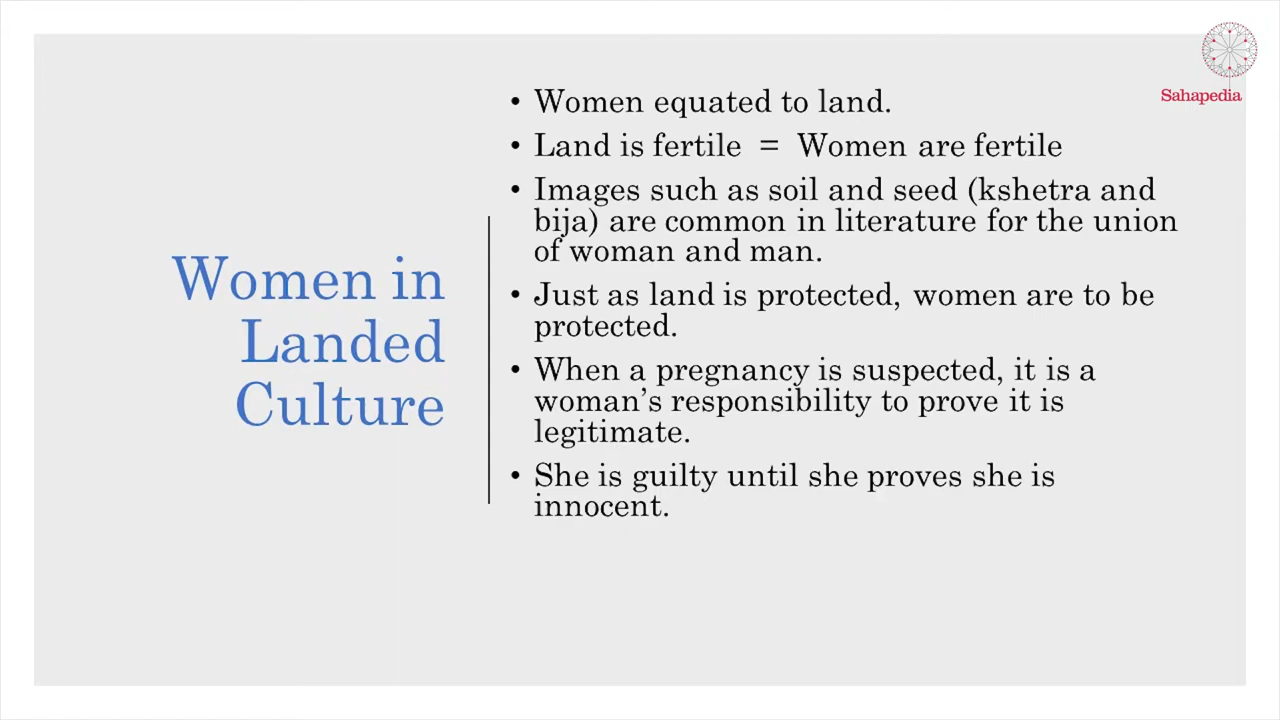 Sahapedia
Women in
Landed
Culture
• Women equated to land.
• Land is fertile = Women are fertile
• Images such as soil and seed (kshetra and
bija) are common in literature for the union
of woman and man.
• Just as land is protected, women are to be
protected.
• When a pregnancy is suspected, it is a
woman’s responsibility to prove it is
legitimate.
• She is guilty until she proves she is
innocent.